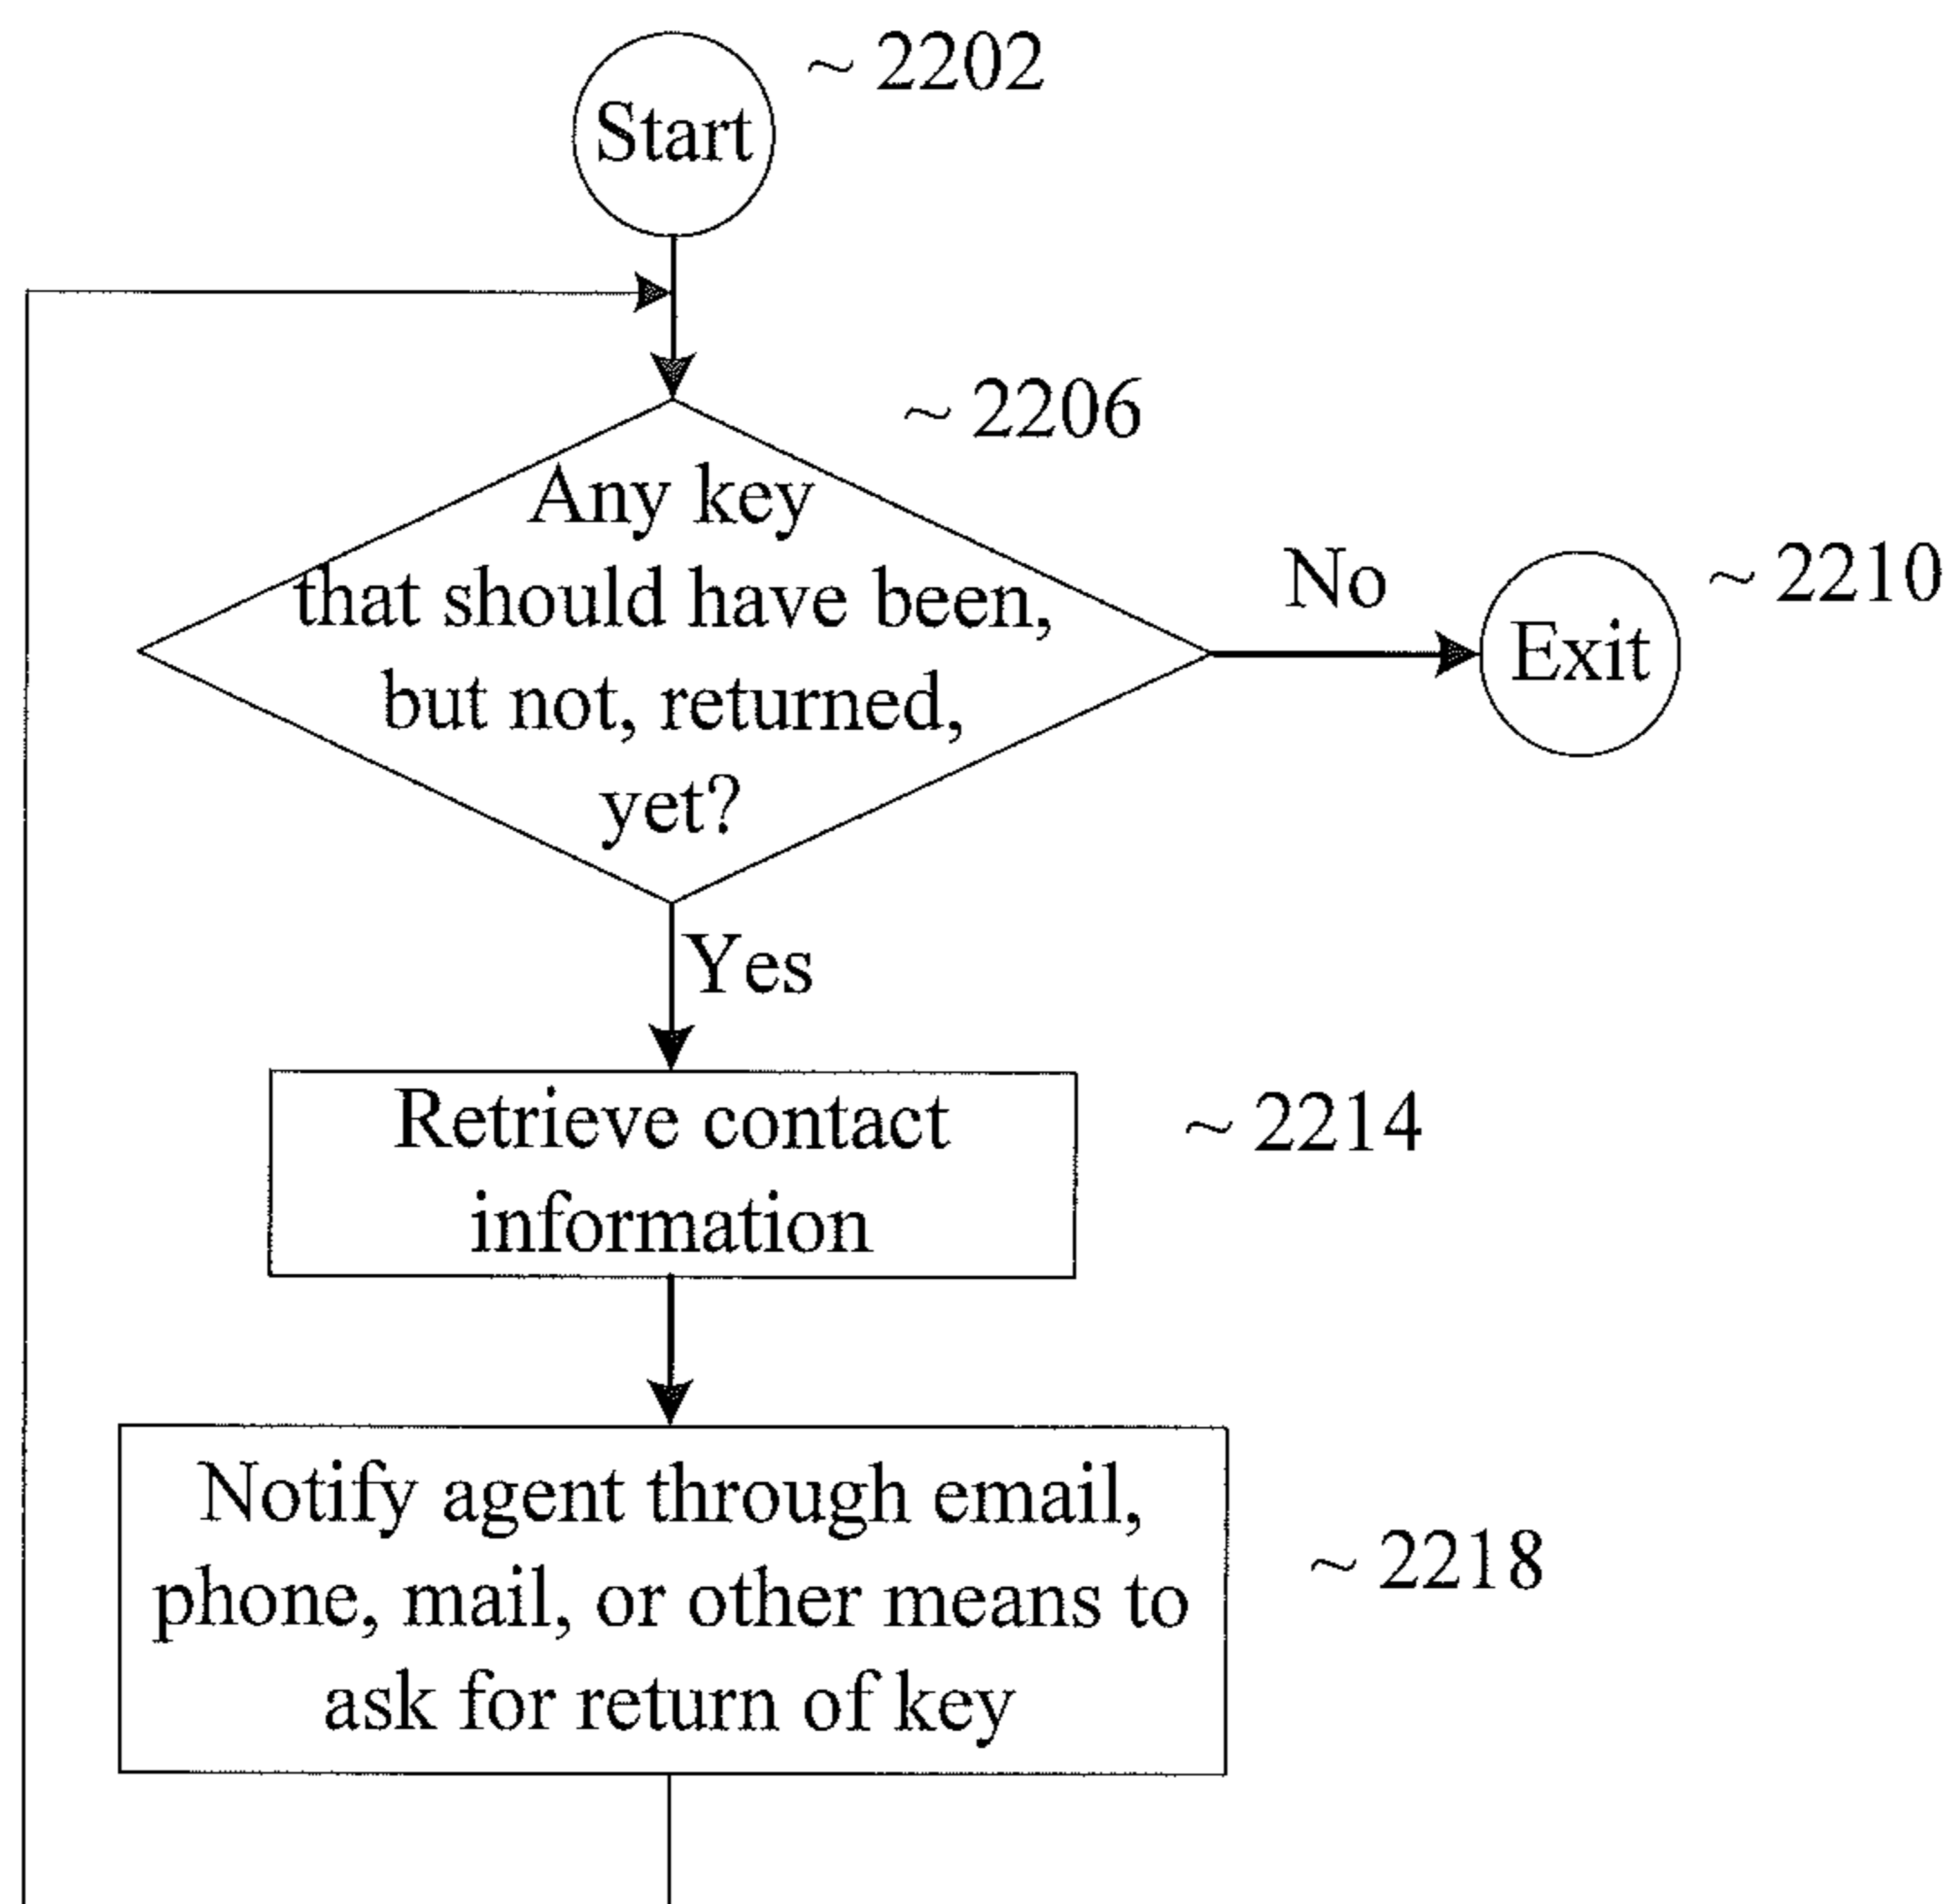 Start
~ 2202
~ 2206
Any key
that should have been,
but not, returned,
yet?
No
Exit
~ 2210
Yes
Retrieve contact
information
~ 2214
Notify agent through email,
phone, mail, or other means to
ask for return of key
~ 2218